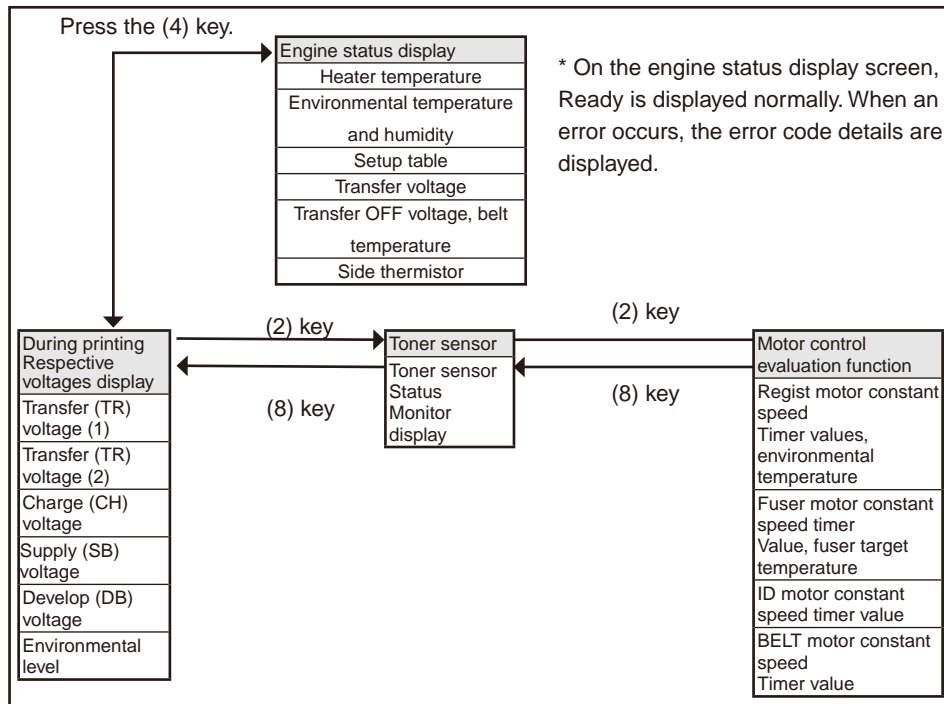 Press the (4) key.
Engine status display
Heater temperature
Environmental temperature
and humidity
Setup table
Transfer voltage
Transfer OFF voltage, belt
temperature
Side thermistor
* On the engine status display screen,
Ready is displayed normally. When an
error occurs, the error code details are
displayed.
During printing
Respective
voltages display
Transfer (TR)
voltage (1)
Transfer (TR)
voltage (2)
Charge (CH)
voltage
Supply (SB)
voltage
Develop (DB)
voltage
Environmental
level
(2) key
(8) key
Toner sensor
Toner sensor
Status
Monitor
display
(2) key
(8) key
Motor control
evaluation function
Regist motor constant
speed
Timer values,
environmental
temperature
Fuser motor constant
speed timer
Value, fuser target
temperature
ID motor constant
speed timer value
BELT motor constant
speed
Timer value